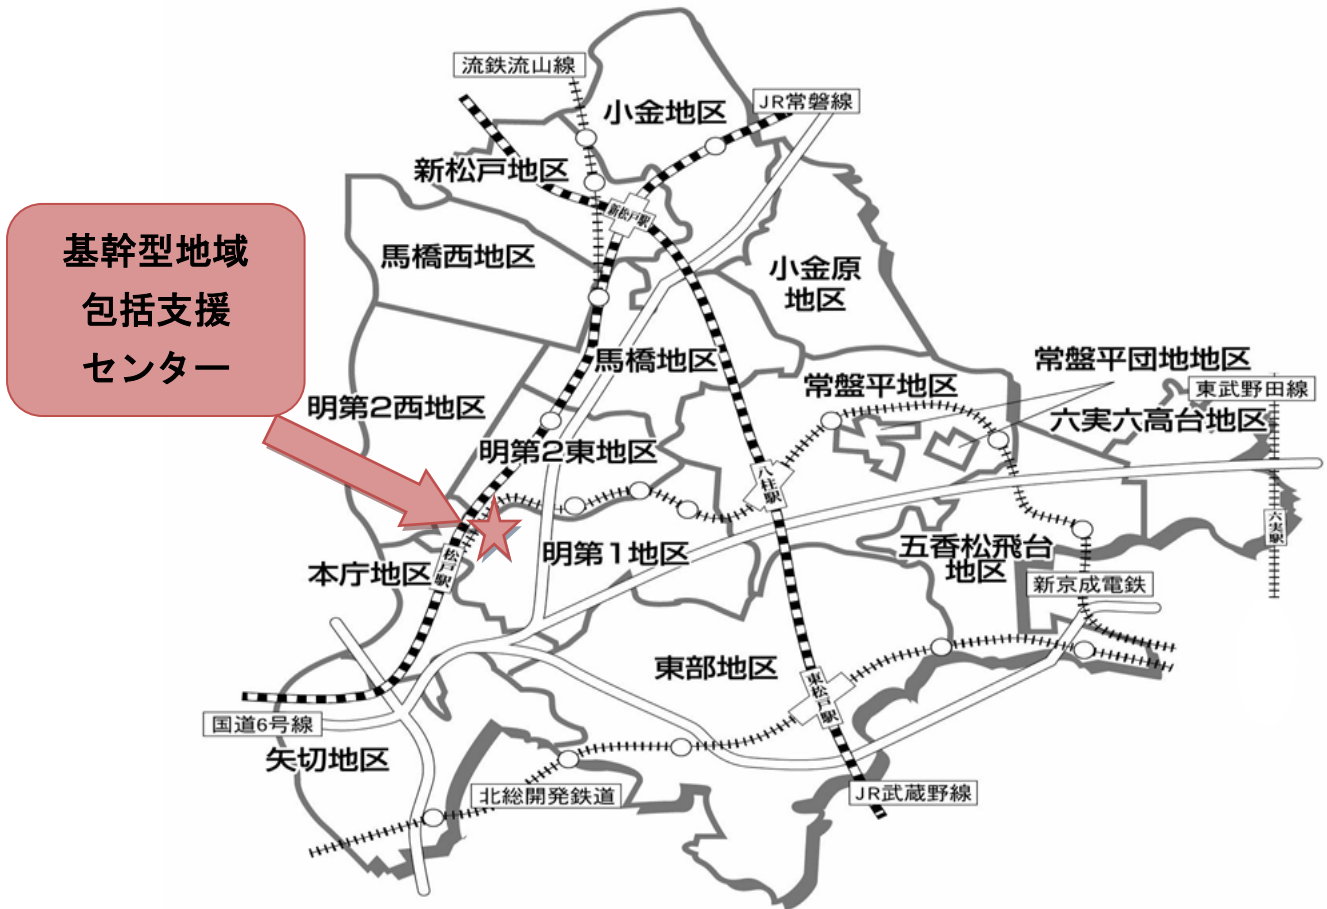 流鉄流山線
小金地区
JR常磐線
新松戸地区
新松戸駅
基幹型地域
包括支援
センター
馬橋西地区
小金原
地区
馬橋地区
常盤平団地地区
常盤平地区
東武野田線
明第2西地区
六実六高台地区
明第2東地区
八柱駅
六実駅
明第1地区
五香松飛台
地区
松戸駅
本庁地区
新京成電鉄
東部地区
東松戸駅
国道6号線
矢切地区
北総開発鉄道
JR武蔵野線